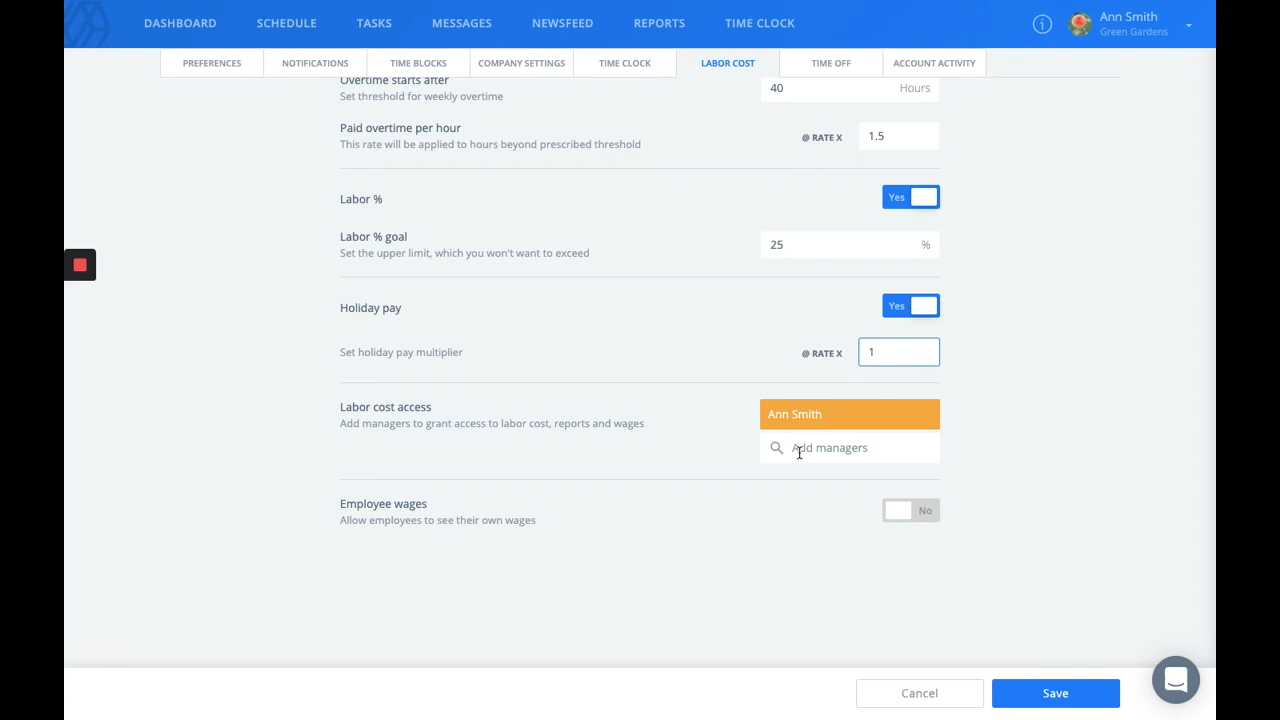 DASHBOARD SCHEDULE TASKS MESSAGES NEWSFEED REPORTS TIME CLOCK
Ann Smith
Green Gardens
PREFERENCES NOTIFICATIONS TIME BLOCKS COMPANY SETTINGS TIME CLOCK LABOR COST TIME OFF ACCOUNT ACTIVITY
Overtime starts after
Set threshold for weekly overtime
40 Hours
Paid overtime per hour
This rate will be applied to hours beyond prescribed threshold
@ RATE X 1.5
Labor %
Yes
Labor % goal
Set the upper limit, which you won't want to exceed
25 %
Holiday pay
Yes
Set holiday pay multiplier
@ RATE X 1
Labor cost access
Add managers to grant access to labor cost, reports and wages
Ann Smith
Add managers
Employee wages
Allow employees to see their own wages
No
Cancel Save